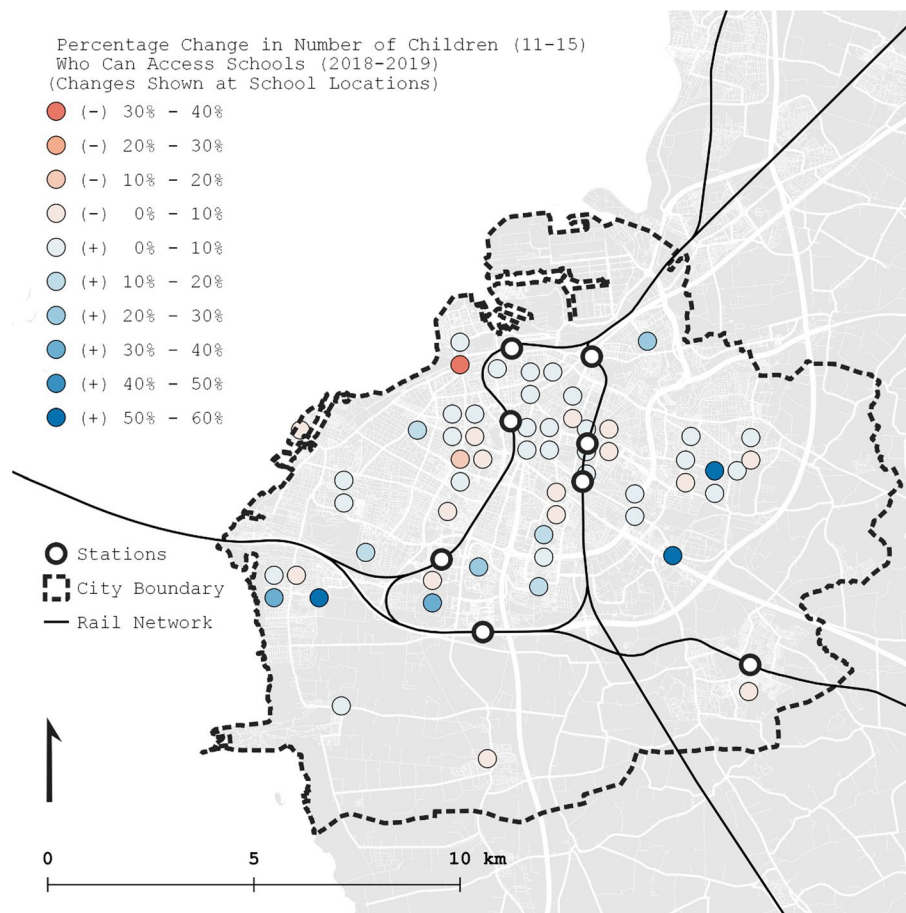 Percentage Change in Number of Children (11-15)
Who Can Access Schools (2018-2019)
(Changes Shown at School Locations)
(-) 30% - 40%
(-) 20% - 30%
(-) 10% - 20%
(-) 0% - 10%
(+) 0% - 10%
(+) 10% - 20%
(+) 20% - 30%
(+) 30% - 40%
(+) 40% - 50%
(+) 50% - 60%
Stations
City Boundary
Rail Network
0 5 10 km